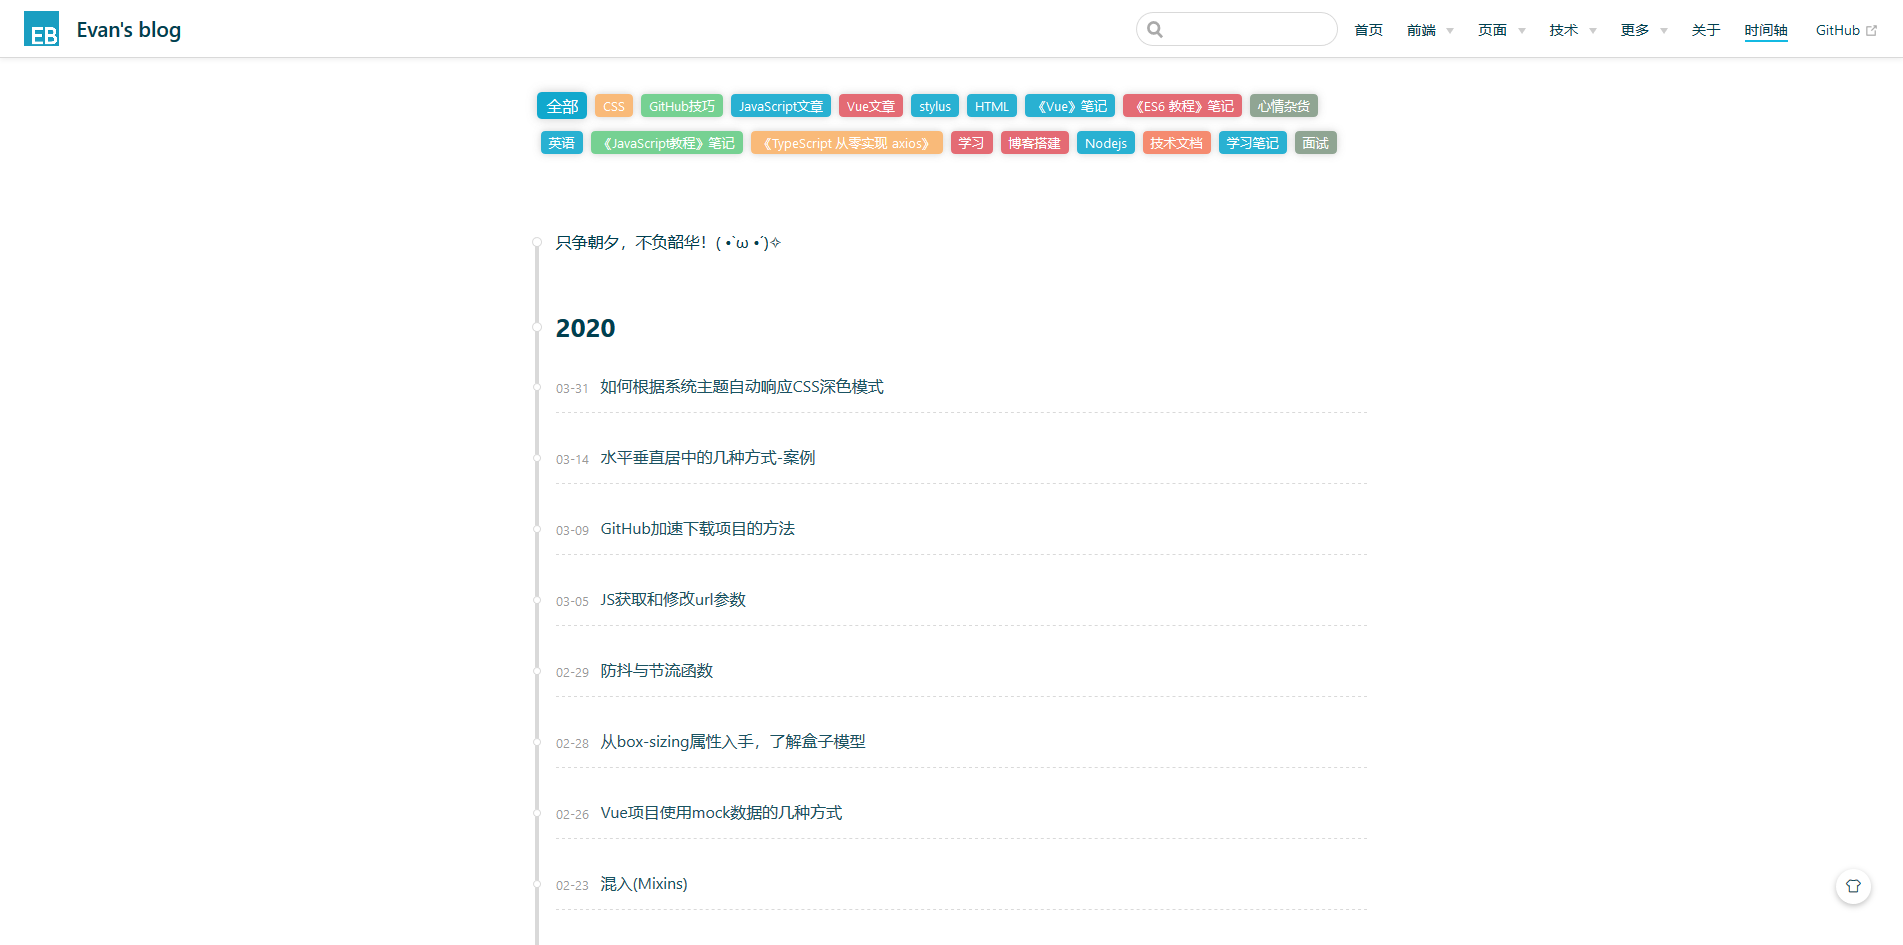 EB Evan's blog 首页 前端 页面 技术 更多 关于 时间轴 GitHub
全部 CSS GitHub技巧 JavaScript文章 Vue文章 stylus HTML 《Vue》笔记 《ES6 教程》笔记 心情杂货
英语 《JavaScript教程》笔记 《TypeScript 从零实现 axios》 学习 博客搭建 Nodejs 技术文档 学习笔记 面试
只争朝夕，不负韶华！( •̀ω •́)✧
2020
03-31 如何根据系统主题自动响应CSS深色模式
03-14 水平垂直居中的几种方式-案例
03-09 GitHub加速下载项目的方法
03-05 JS获取和修改url参数
02-29 防抖与节流函数
02-28 从box-sizing属性入手，了解盒子模型
02-26 Vue项目使用mock数据的几种方式
02-23 混入(Mixins)